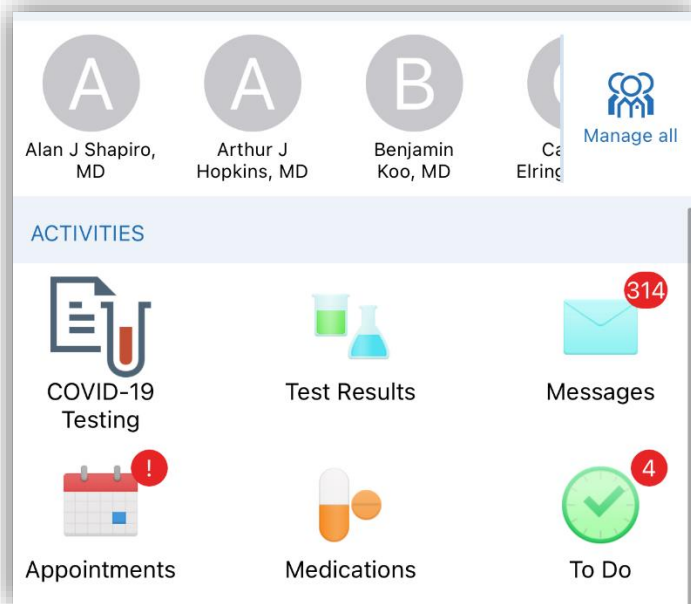 A
A
B
Alan J Shapiro,
MD
Arthur J
Hopkins, MD
Benjamin
Koo, MD
Manage all
ACTIVITIES
314
COVID-19
Testing
Test Results
Messages
!
4
Appointments
Medications
To Do